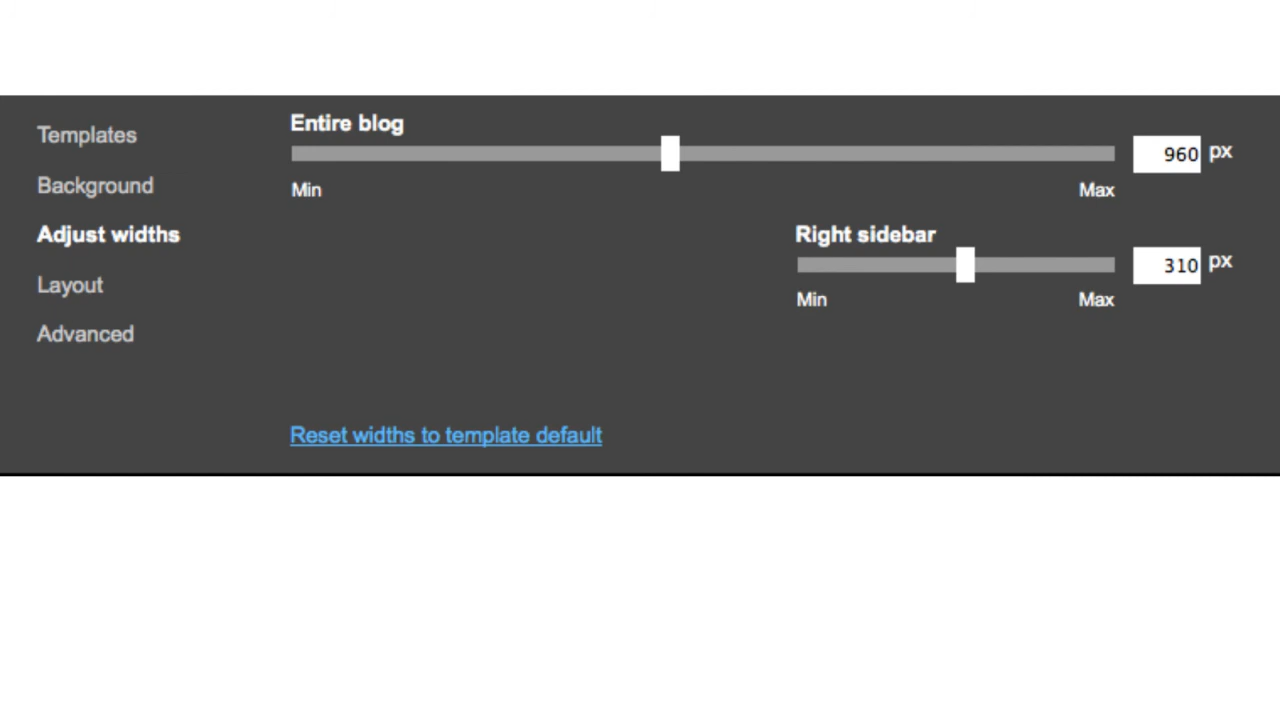 Templates
Background
Adjust widths
Layout
Advanced
Entire blog
960 px
Min Max
Right sidebar
310 px
Min Max
Reset widths to template default